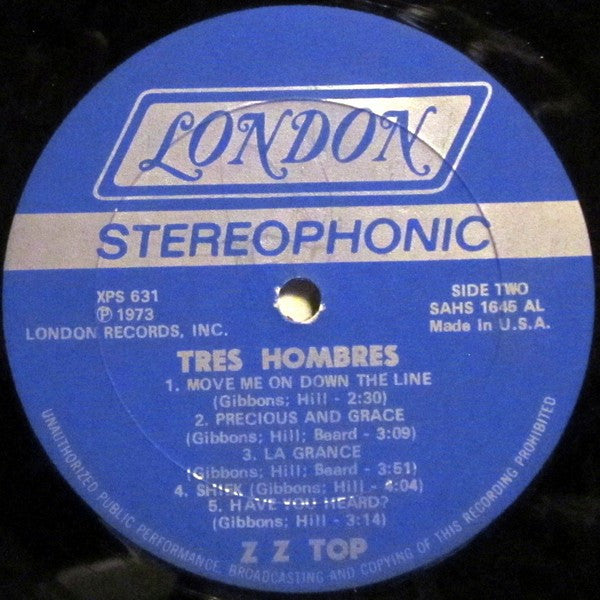 LONDON
STEREOPHONIC
XPS 631
Ⓟ 1973
LONDON RECORDS, INC.
SIDE TWO
SAHS 1645 AL
Made in U.S.A.
TRES HOMBRES
1. MOVE ME ON DOWN THE LINE
(Gibbons; Hill - 2:30)
2. PRECIOUS AND GRACE
(Gibbons; Hill; Beard - 3:09)
3. LA GRANCE
(Gibbons; Hill; Beard - 3:51)
4. SHIEK (Gibbons; Hill - 4:04)
5. HAVE YOU HEARD?
(Gibbons; Hill - 3:14)
Z Z TOP
UNAUTHORIZED PUBLIC PERFORMANCE, BROADCASTING AND COPYING OF THIS RECORDING PROHIBITED